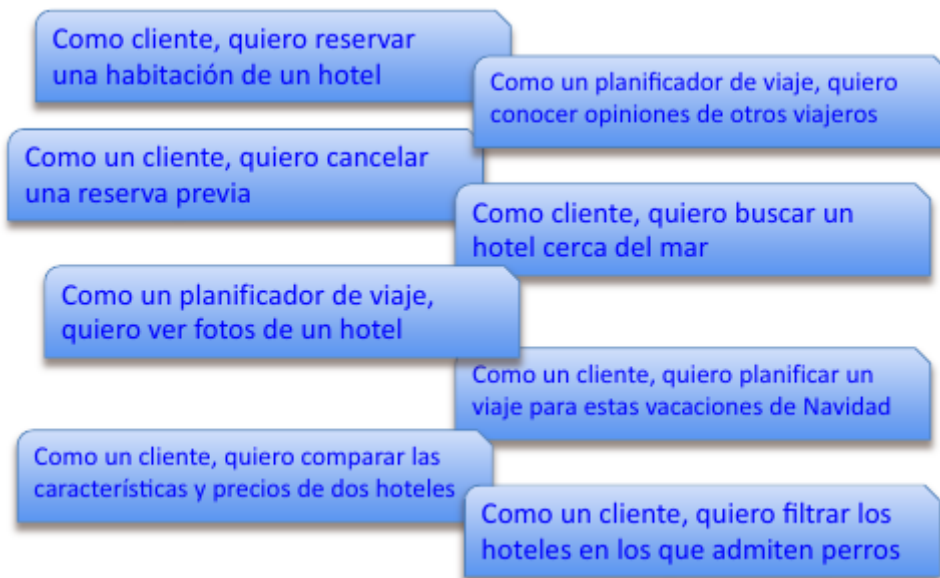 Como cliente, quiero reservar
una habitación de un hotel
Como un planificador de viaje, quiero
conocer opiniones de otros viajeros
Como un cliente, quiero cancelar
una reserva previa
Como cliente, quiero buscar un
hotel cerca del mar
Como un planificador de viaje,
quiero ver fotos de un hotel
Como un cliente, quiero planificar un
viaje para estas vacaciones de Navidad
Como un cliente, quiero comparar las
características y precios de dos hoteles
Como un cliente, quiero filtrar los
hoteles en los que admiten perros